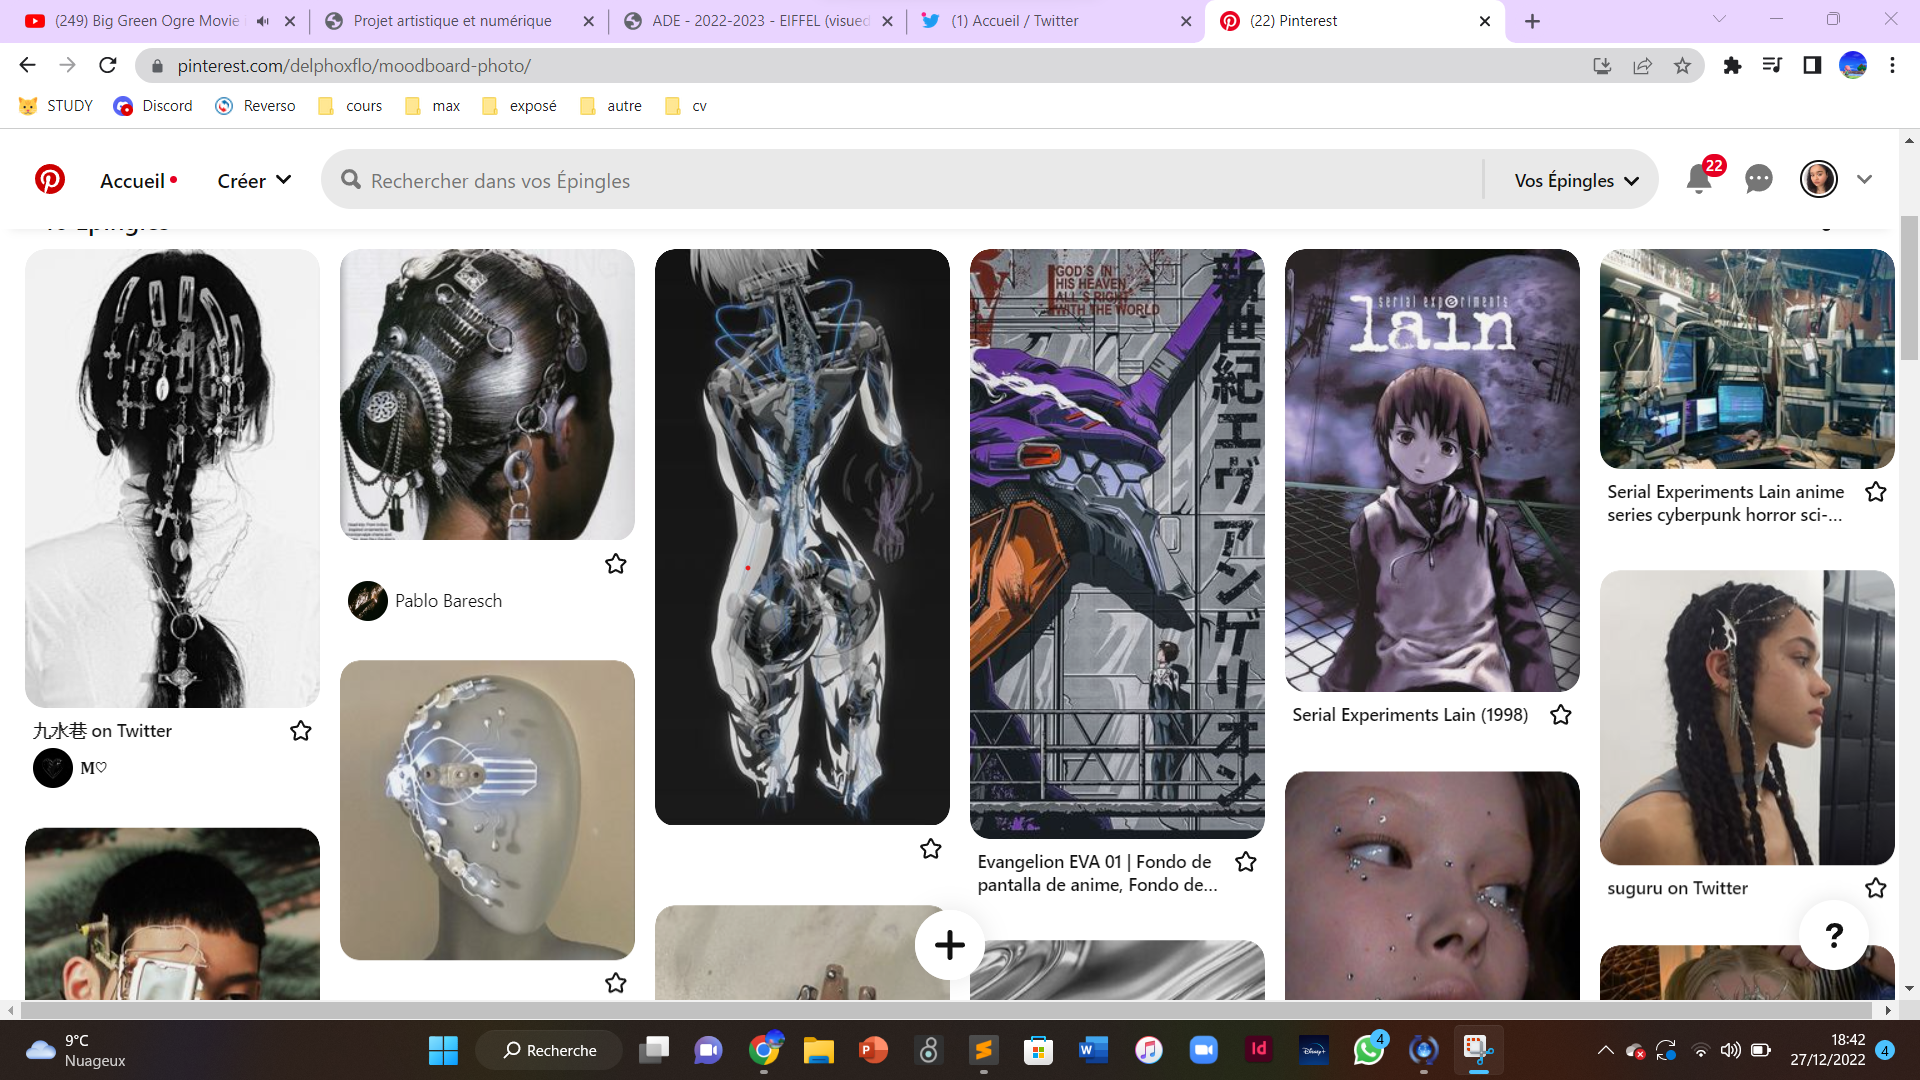 (249) Big Green Ogre Movie
Projet artistique et numérique
ADE - 2022-2023 - EIFFEL (visued
(1) Accueil / Twitter
(22) Pinterest
pinterest.com/delphoxflo/moodboard-photo/
STUDY
Discord
Reverso
cours
max
exposé
autre
cv
Accueil
Créer
Rechercher dans vos Épingles
Vos Épingles
22
GOD'S IN
HIS HEAVEN
ALL'S RIGHT
WITH THE WORLD
新世紀エヴァンゲリオン
serial experiments
lain
Serial Experiments Lain anime
series cyberpunk horror sci-...
Pablo Baresch
九水巷 on Twitter
M♡
Serial Experiments Lain (1998)
Evangelion EVA 01 | Fondo de
pantalla de anime, Fondo de...
suguru on Twitter
?
9°C
Nuageux
Recherche
Id
Disney+
4
18:42
27/12/2022
4